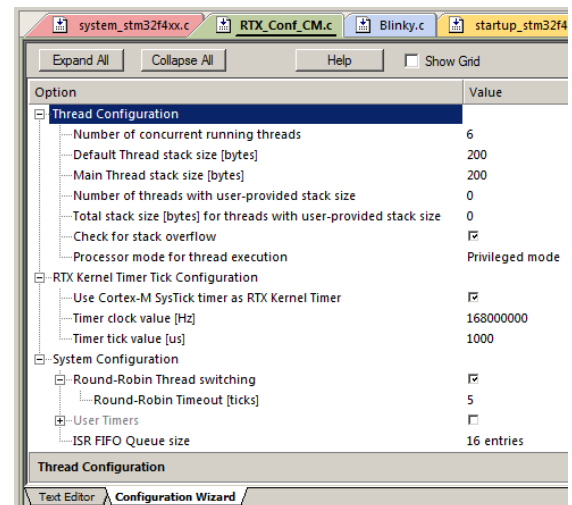 system_stm32f4xx.c RTX_Conf_CM.c Blinky.c startup_stm32f4
Expand All Collapse All Help Show Grid
Option Value
Thread Configuration
Number of concurrent running threads 6
Default Thread stack size [bytes] 200
Main Thread stack size [bytes] 200
Number of threads with user-provided stack size 0
Total stack size [bytes] for threads with user-provided stack size 0
Check for stack overflow
Processor mode for thread execution Privileged mode
RTX Kernel Timer Tick Configuration
Use Cortex-M SysTick timer as RTX Kernel Timer
Timer clock value [Hz] 168000000
Timer tick value [us] 1000
System Configuration
Round-Robin Thread switching
Round-Robin Timeout [ticks] 5
User Timers
ISR FIFO Queue size 16 entries
Thread Configuration
Text Editor Configuration Wizard